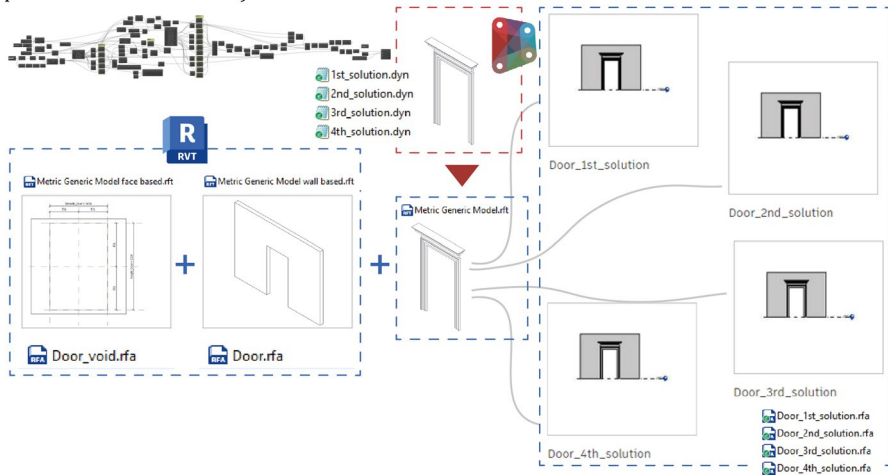 1st_solution.dyn
2nd_solution.dyn
3rd_solution.dyn
4th_solution.dyn
R
RVT
Metric Generic Model face based.rft
Metric Generic Model wall based.rft
Metric Generic Model.rft
+
+
RFA Door_void.rfa
RFA Door.rfa
Door_1st_solution
Door_2nd_solution
Door_3rd_solution
Door_4th_solution
Door_1st_solution.rfa
Door_2nd_solution.rfa
Door_3rd_solution.rfa
Door_4th_solution.rfa